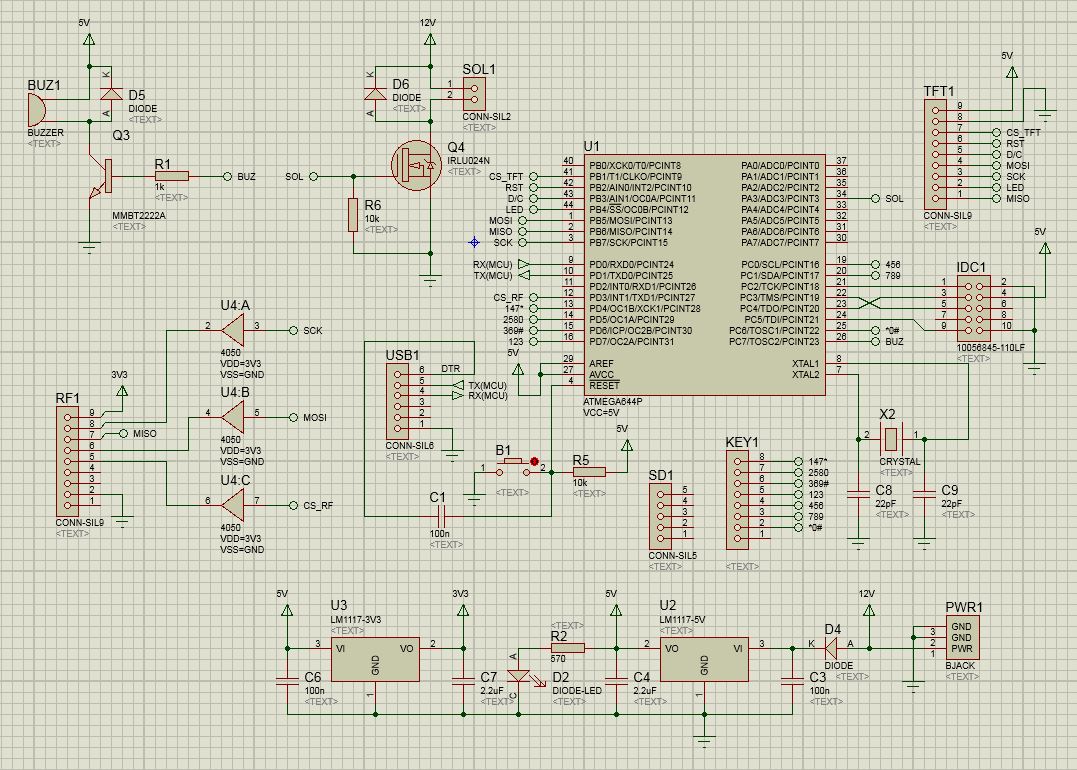 5V
BUZ1
BUZZER
<TEXT>
K
A
D5
DIODE
<TEXT>
Q3
MMBT2222A
<TEXT>
R1
1k
<TEXT>
BUZ
12V
K
A
D6
DIODE
<TEXT>
SOL1
1
2
CONN-SIL2
<TEXT>
Q4
IRLU024N
<TEXT>
SOL
R6
10k
<TEXT>
U1
CS_TFT
RST
D/C
LED
MOSI
MISO
SCK
RX(MCU)
TX(MCU)
CS_RF
147*
2580
369#
123
5V
40 PB0/XCK0/T0/PCINT8
41 PB1/T1/CLKO/PCINT9
42 PB2/AIN0/INT2/PCINT10
43 PB3/AIN1/OC0A/PCINT11
44 PB4/SS/OC0B/PCINT12
1 PB5/MOSI/PCINT13
2 PB6/MISO/PCINT14
3 PB7/SCK/PCINT15
9 PD0/RXD0/PCINT24
10 PD1/TXD0/PCINT25
11 PD2/INT0/RXD1/PCINT26
12 PD3/INT1/TXD1/PCINT27
13 PD4/OC1B/XCK1/PCINT28
14 PD5/OC1A/PCINT29
15 PD6/ICP/OC2B/PCINT30
16 PD7/OC2A/PCINT31
29 AREF
27 AVCC
4 RESET
PA0/ADC0/PCINT0 37
PA1/ADC1/PCINT1 36
PA2/ADC2/PCINT2 35
PA3/ADC3/PCINT3 34
PA4/ADC4/PCINT4 33
PA5/ADC5/PCINT5 32
PA6/ADC6/PCINT6 31
PA7/ADC7/PCINT7 30
PC0/SCL/PCINT16 19
PC1/SDA/PCINT17 20
PC2/TCK/PCINT18 21
PC3/TMS/PCINT19 22
PC4/TDO/PCINT20 23
PC5/TDI/PCINT21 24
PC6/TOSC1/PCINT22 25
PC7/TOSC2/PCINT23 26
XTAL1 8
XTAL2 7
ATMEGA644P
VCC=5V
SOL
456
789
*0#
BUZ
5V
TFT1
9
8
7 CS_TFT
6 RST
5 D/C
4 MOSI
3 SCK
2 LED
1 MISO
CONN-SIL9
<TEXT>
5V
IDC1
1 2
3 4
5 6
7 8
9 10
10056845-110LF
<TEXT>
X2
2 1
CRYSTAL
<TEXT>
C8
22pF
<TEXT>
C9
22pF
<TEXT>
U4:A
2 3
SCK
4050
VDD=3V3
VSS=GND
U4:B
4 5
MOSI
4050
VDD=3V3
VSS=GND
U4:C
6 7
CS_RF
4050
VDD=3V3
VSS=GND
3V3
RF1
9
8
7
6
5
4
3
2
1
MISO
CONN-SIL9
<TEXT>
USB1
6
5
4
3
2
1
DTR
TX(MCU)
RX(MCU)
CONN-SIL6
<TEXT>
B1
1 2
<TEXT>
C1
100n
<TEXT>
5V
R5
10k
<TEXT>
SD1
5
4
3
2
1
CONN-SIL5
<TEXT>
KEY1
8 147*
7 2580
6 369#
5 123
4 456
3 789
2 *0#
1
<TEXT>
5V
U3
LM1117-3V3
<TEXT>
3 VI VO 2
GND
1
3V3
C6
100n
<TEXT>
C7
2.2uF
<TEXT>
<TEXT>
R2
570
A
C
D2
DIODE-LED
<TEXT>
5V
C4
2.2uF
<TEXT>
U2
LM1117-5V
<TEXT>
2 VO VI 3
GND
1
C3
100n
<TEXT>
K A
D4
DIODE
<TEXT>
12V
PWR1
GND
3 GND
2 PWR
1
BJACK
<TEXT>